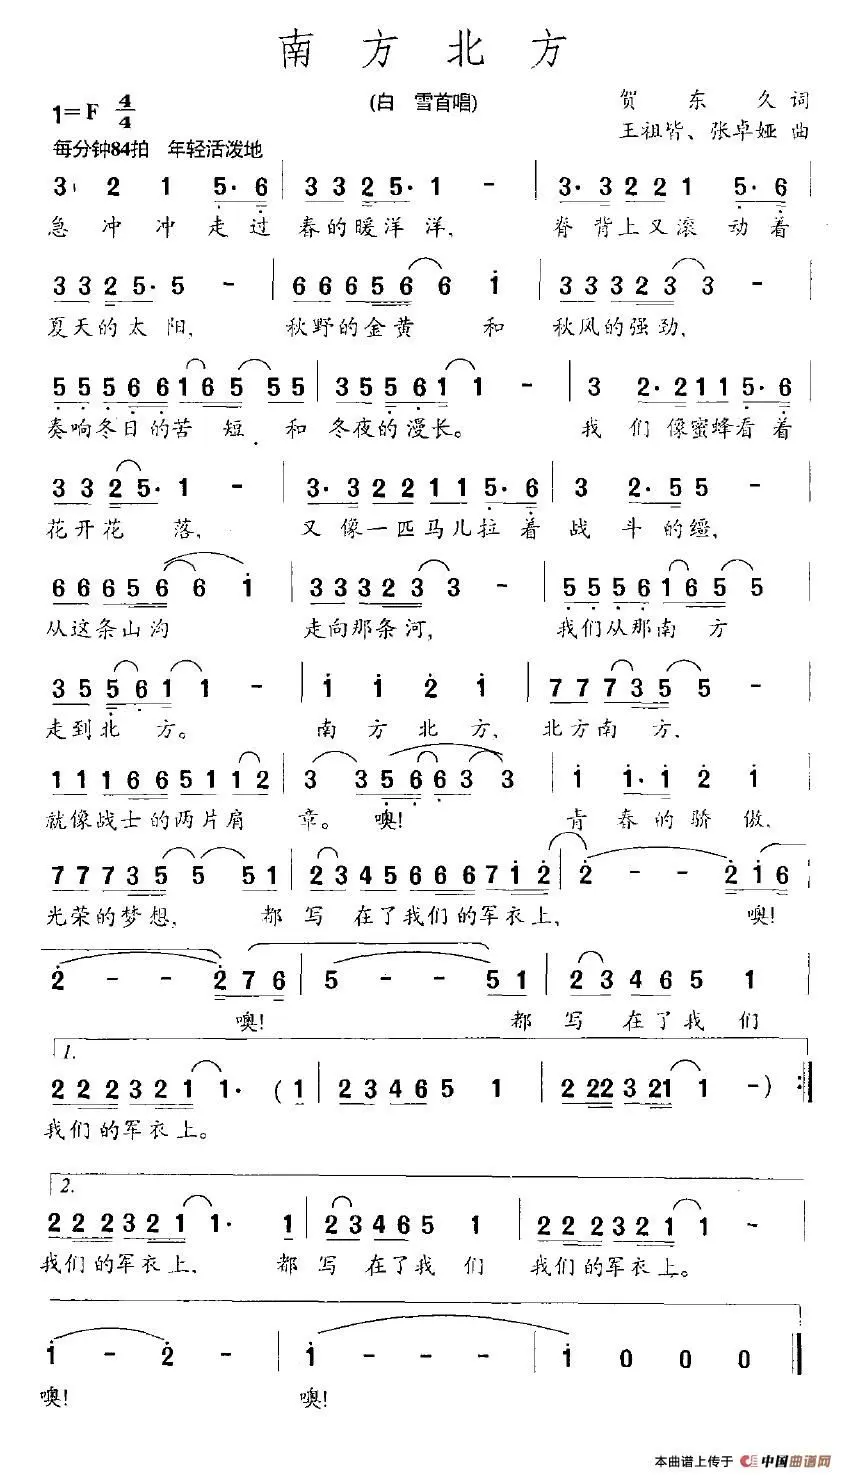 南方北方
1=F 4/4 (白 雪首唱) 贺东久 词
每分钟84拍 年轻活泼地 王祖皆、张卓娅 曲
3 2 1 5· 6 | 3 3 2 5· 1 - | 3· 3 2 2 1 5· 6 |
急冲冲走过 春的暖洋洋, 脊背上又滚动着
3 3 2 5· 5 - | 6 6 6 5 6 6 1 | 3 3 3 2 3 3 - |
夏天的太阳, 秋野的金黄 和 秋风的强劲,
5 5 5 6 6 1 6 5 5 5 5 | 3 5 5 6 1 1 - | 3 2· 2 1 1 5· 6 |
奏响冬日的苦短, 和 冬夜的漫长。 我们像蜜蜂看着
3 3 2 5· 1 - | 3· 3 2 2 1 1 5· 6 | 3 2· 5 5 - |
花开花落, 又像一匹马儿拉着 战斗的缰,
6 6 6 5 6 6 1 | 3 3 3 2 3 3 - | 5 5 5 6 1 6 5 5 |
从这条山沟 走向那条河, 我们从那南方
3 5 5 6 1 1 - | 1 1 2 1 | 7 7 7 3 5 5 - |
走到北方。 南方北方, 北方南方,
1 1 1 6 6 5 1 1 1 2 | 3 3 5 6 6 3 3 | 1 1· 1 2 1 |
就像战士的两片肩 章。 噢! 青春的骄傲,
7 7 7 3 5 5 5 1 | 2 3 4 5 6 6 6 7 1 2 | 2 - - 2 1 6 :
光荣的梦想, 都写在了我们的军衣上, 噢!
2 - - 2 7 6 | 5 - - 5 1 | 2 3 4 6 5 1 |
噢! 都写在了我们
1.
2 2 2 3 2 1 1· ( 1 | 2 3 4 6 5 1 | 2 22 3 21 1 - ) :‖
我们的军衣上。
2.
2 2 2 3 2 1 1· 1 | 2 3 4 6 5 1 | 2 2 2 3 2 1 1 - |
我们的军衣上, 都写在了我们 我们的军衣上。
1 - 2 - | 1 - - - | 1 0 0 0 ‖
噢! 噢!
本曲谱上传于 中国曲谱网